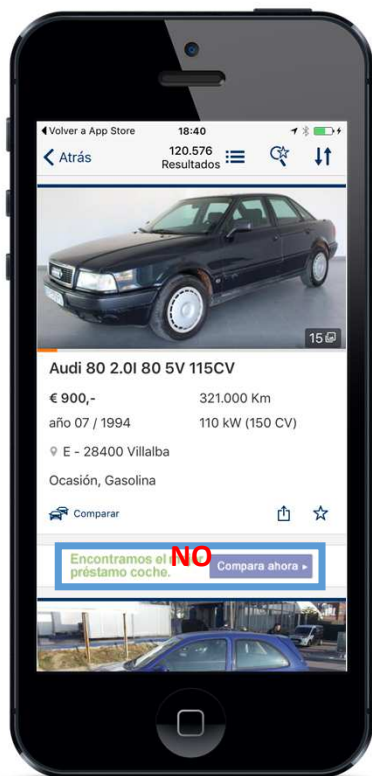 Volver a App Store 18:40
Atrás 120.576
Resultados
15
Audi 80 2.0I 80 5V 115CV
€ 900,- 321.000 Km
año 07 / 1994 110 kW (150 CV)
E - 28400 Villalba
Ocasión, Gasolina
Comparar
Encontramos el
NO
préstamo coche.
Compara ahora